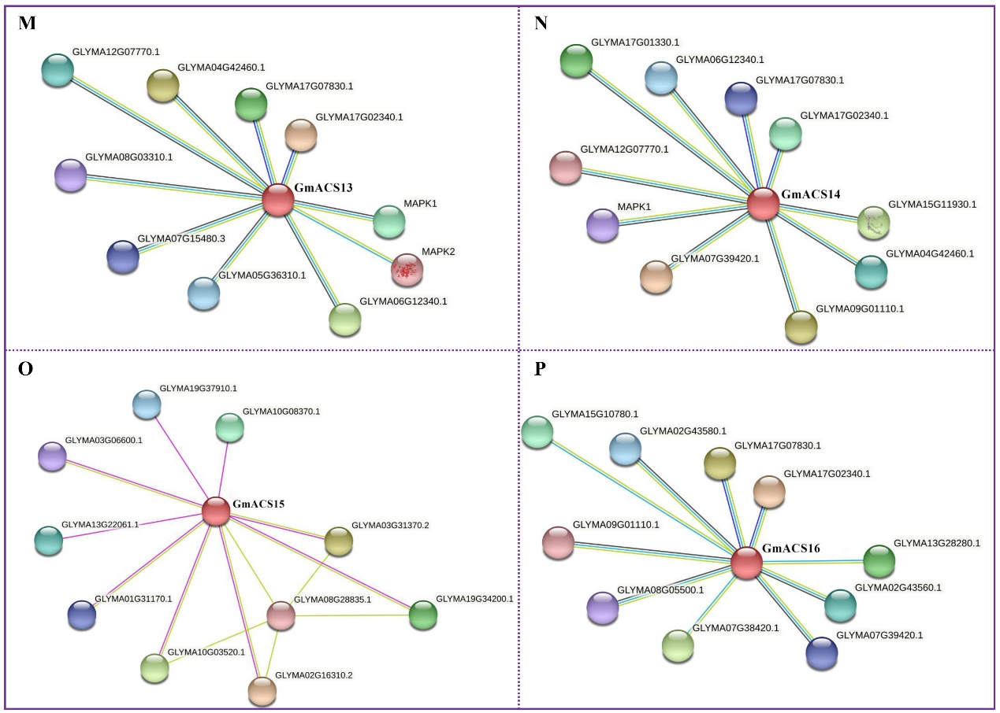 M
GLYMA12G07770.1
GLYMA04G42460.1
GLYMA17G07830.1
GLYMA17G02340.1
GLYMA08G03310.1
GmACS13
MAPK1
GLYMA07G15480.3
MAPK2
GLYMA05G36310.1
GLYMA06G12340.1
N
GLYMA17G01330.1
GLYMA06G12340.1
GLYMA17G07830.1
GLYMA17G02340.1
GLYMA12G07770.1
GmACS14
MAPK1
GLYMA15G11930.1
GLYMA07G39420.1
GLYMA04G42460.1
GLYMA09G01110.1
O
GLYMA19G37910.1
GLYMA10G08370.1
GLYMA03G06600.1
GmACS15
GLYMA13G22061.1
GLYMA03G31370.2
GLYMA01G31170.1
GLYMA08G28835.1
GLYMA19G34200.1
GLYMA10G03520.1
GLYMA02G16310.2
P
GLYMA15G10780.1
GLYMA02G43580.1
GLYMA17G07830.1
GLYMA17G02340.1
GLYMA09G01110.1
GmACS16
GLYMA13G28280.1
GLYMA08G05500.1
GLYMA02G43560.1
GLYMA07G38420.1
GLYMA07G39420.1